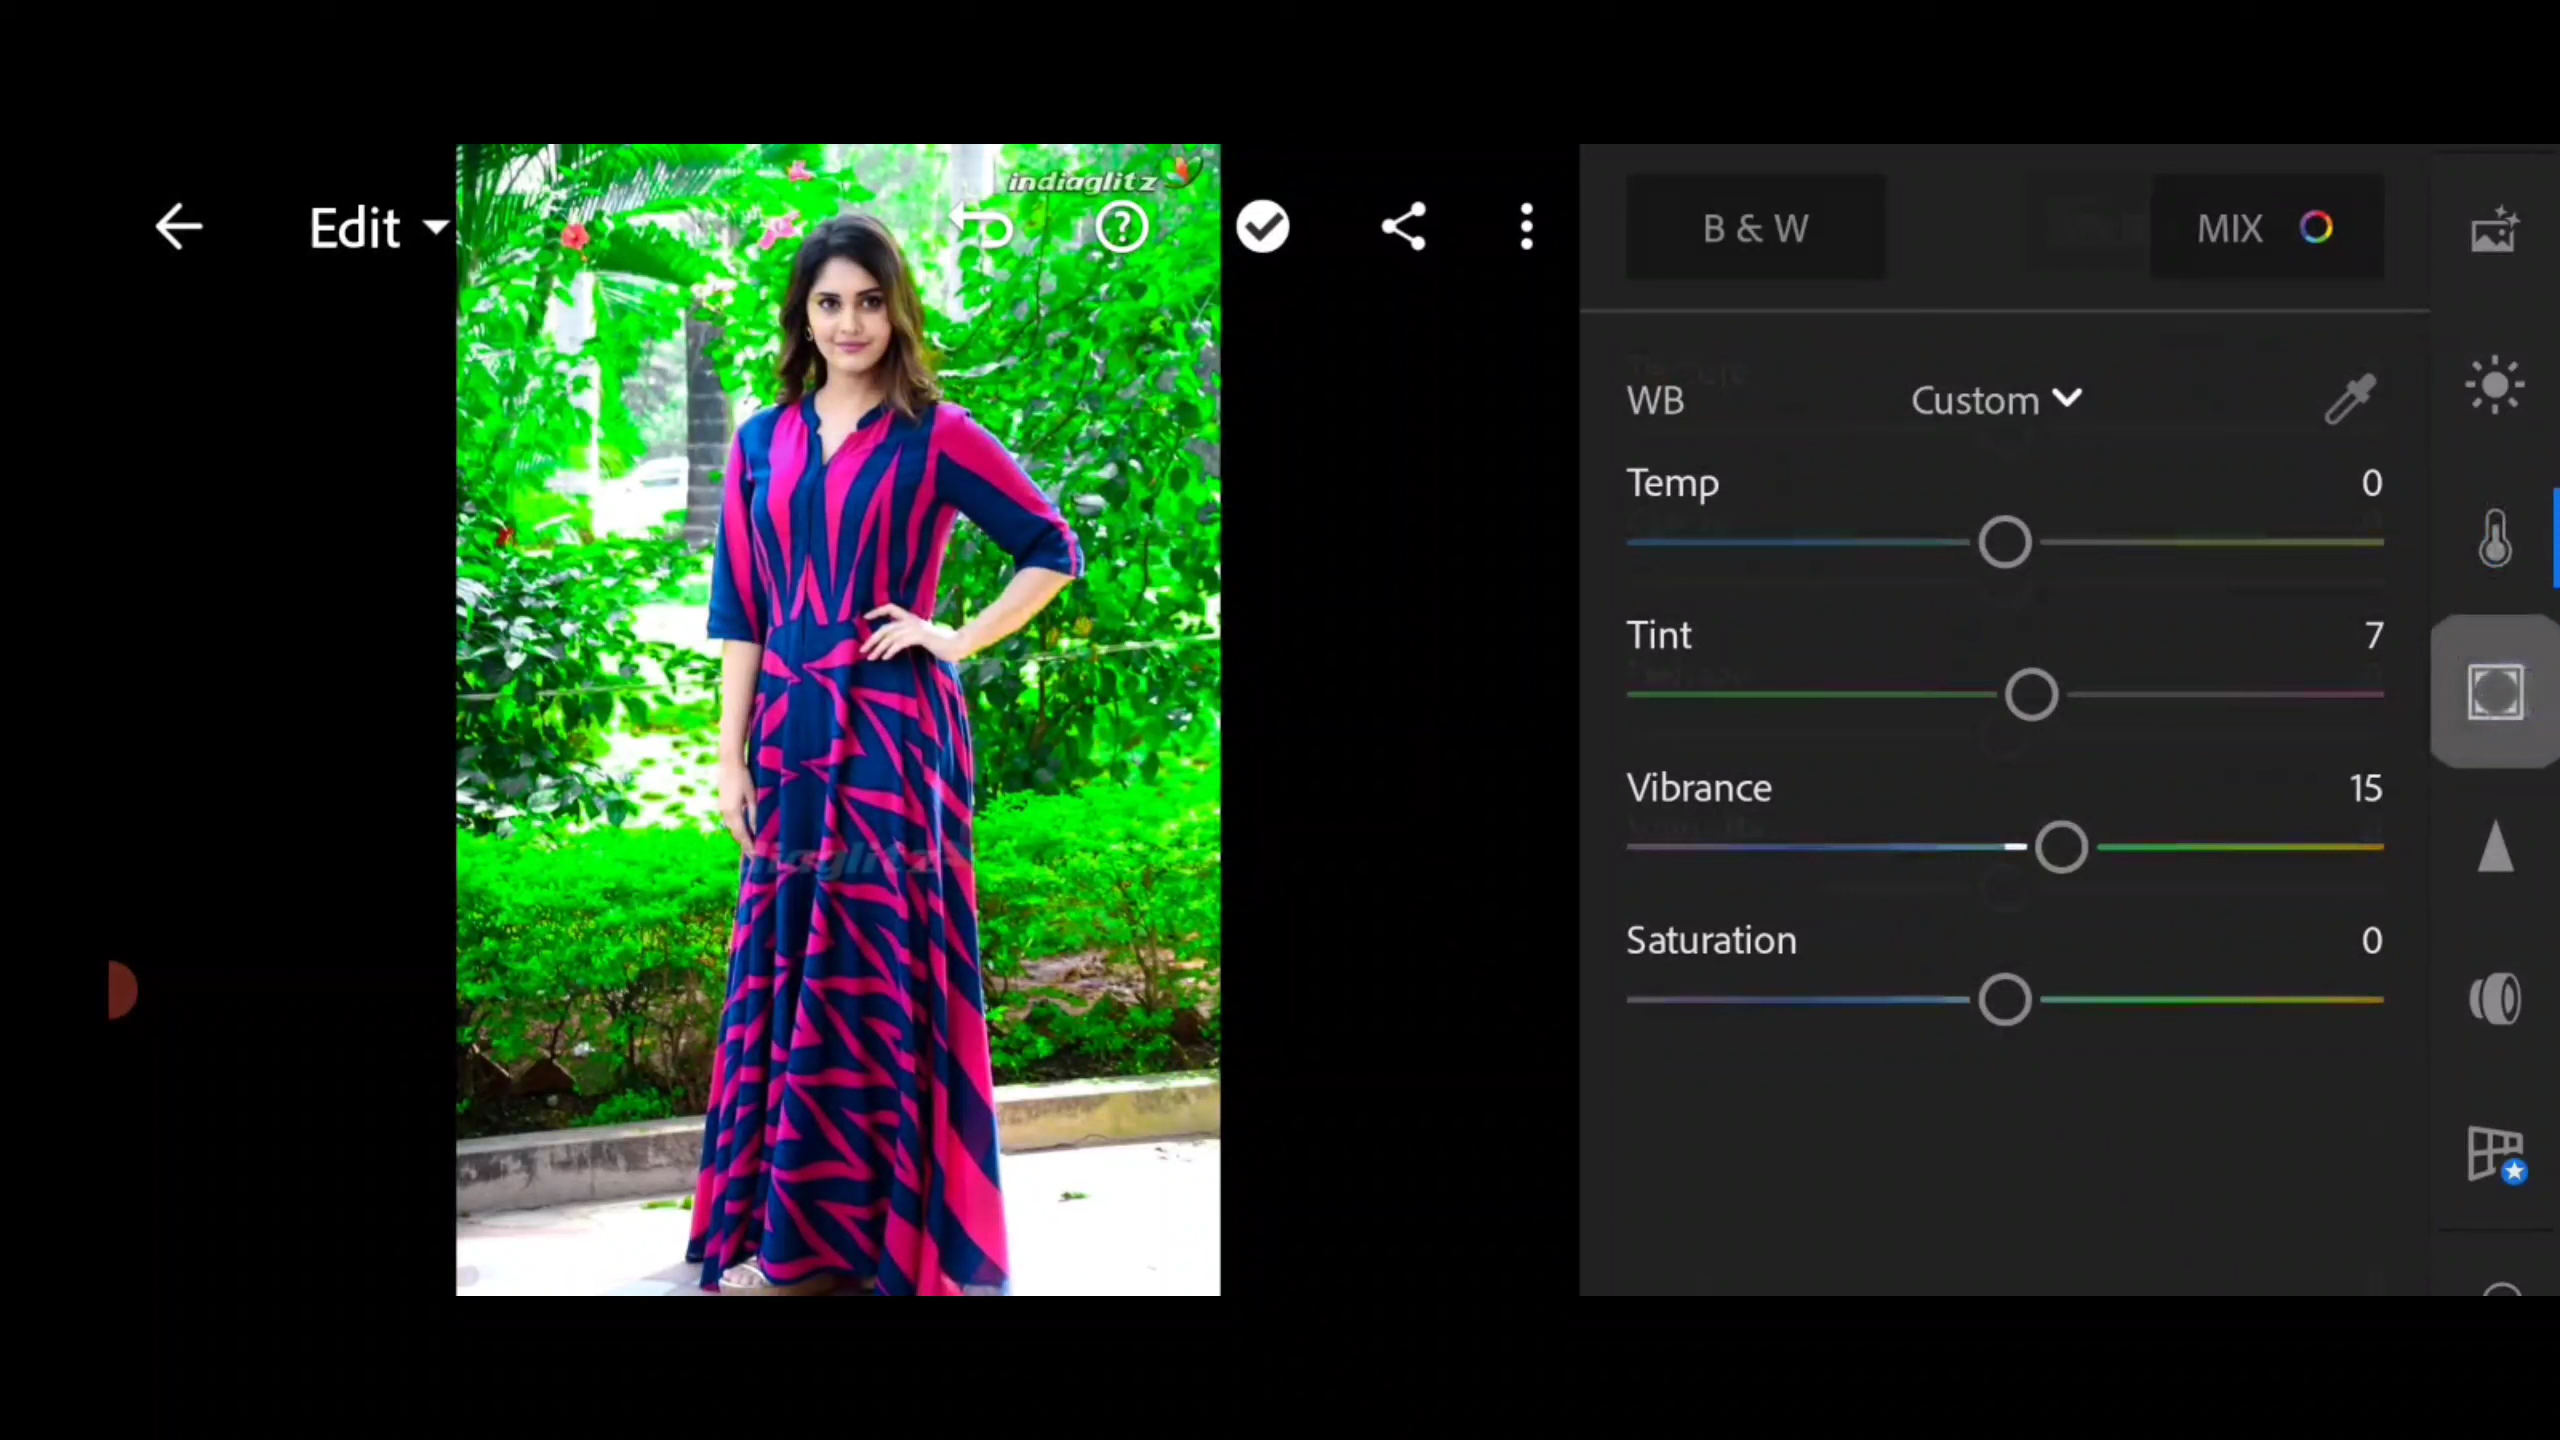 indiaglitz
Edit
B & W
MIX
WB
Custom
Temp
0
Tint
7
Vibrance
15
Saturation
0